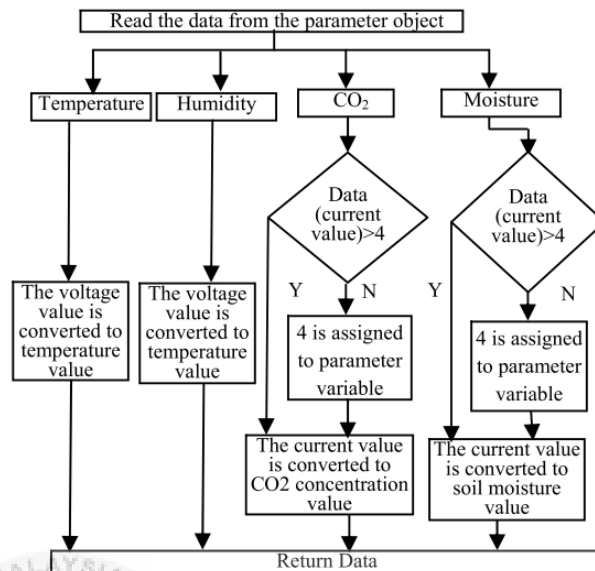 Read the data from the parameter object
Temperature
Humidity
CO₂
Moisture
Data
(current
value)>4
Data
(current
value)>4
The voltage
value is
converted to
temperature
value
The voltage
value is
converted to
temperature
value
Y
N
Y
N
4 is assigned
to parameter
variable
4 is assigned
to parameter
variable
The current value
is converted to
CO2 concentration
value
The current value
is converted to
soil moisture
value
Return Data
ALAYSI